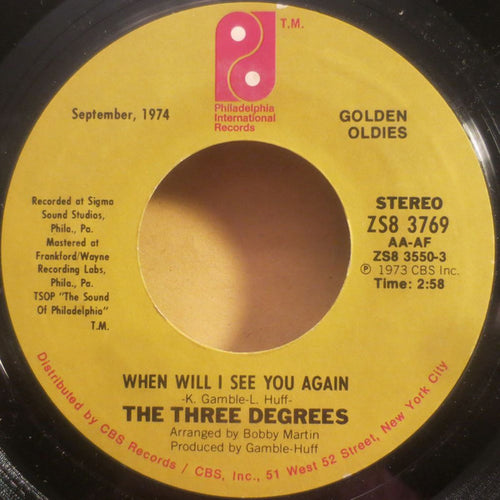 T.M.
Philadelphia
International
Records
September, 1974
GOLDEN
OLDIES
Recorded at Sigma
Sound Studios,
Phila., Pa.
Mastered at
Frankford/Wayne
Recording Labs,
Phila., Pa.
TSOP "The Sound
Of Philadelphia"
T.M.
STEREO
ZS8 3769
AA-AF
ZS8 3550-3
Ⓟ 1973 CBS Inc.
Time: 2:58
WHEN WILL I SEE YOU AGAIN
-K. Gamble-L. Huff-
THE THREE DEGREES
Arranged by Bobby Martin
Produced by Gamble-Huff
Distributed by CBS Records / CBS, Inc., 51 West 52 Street, New York City